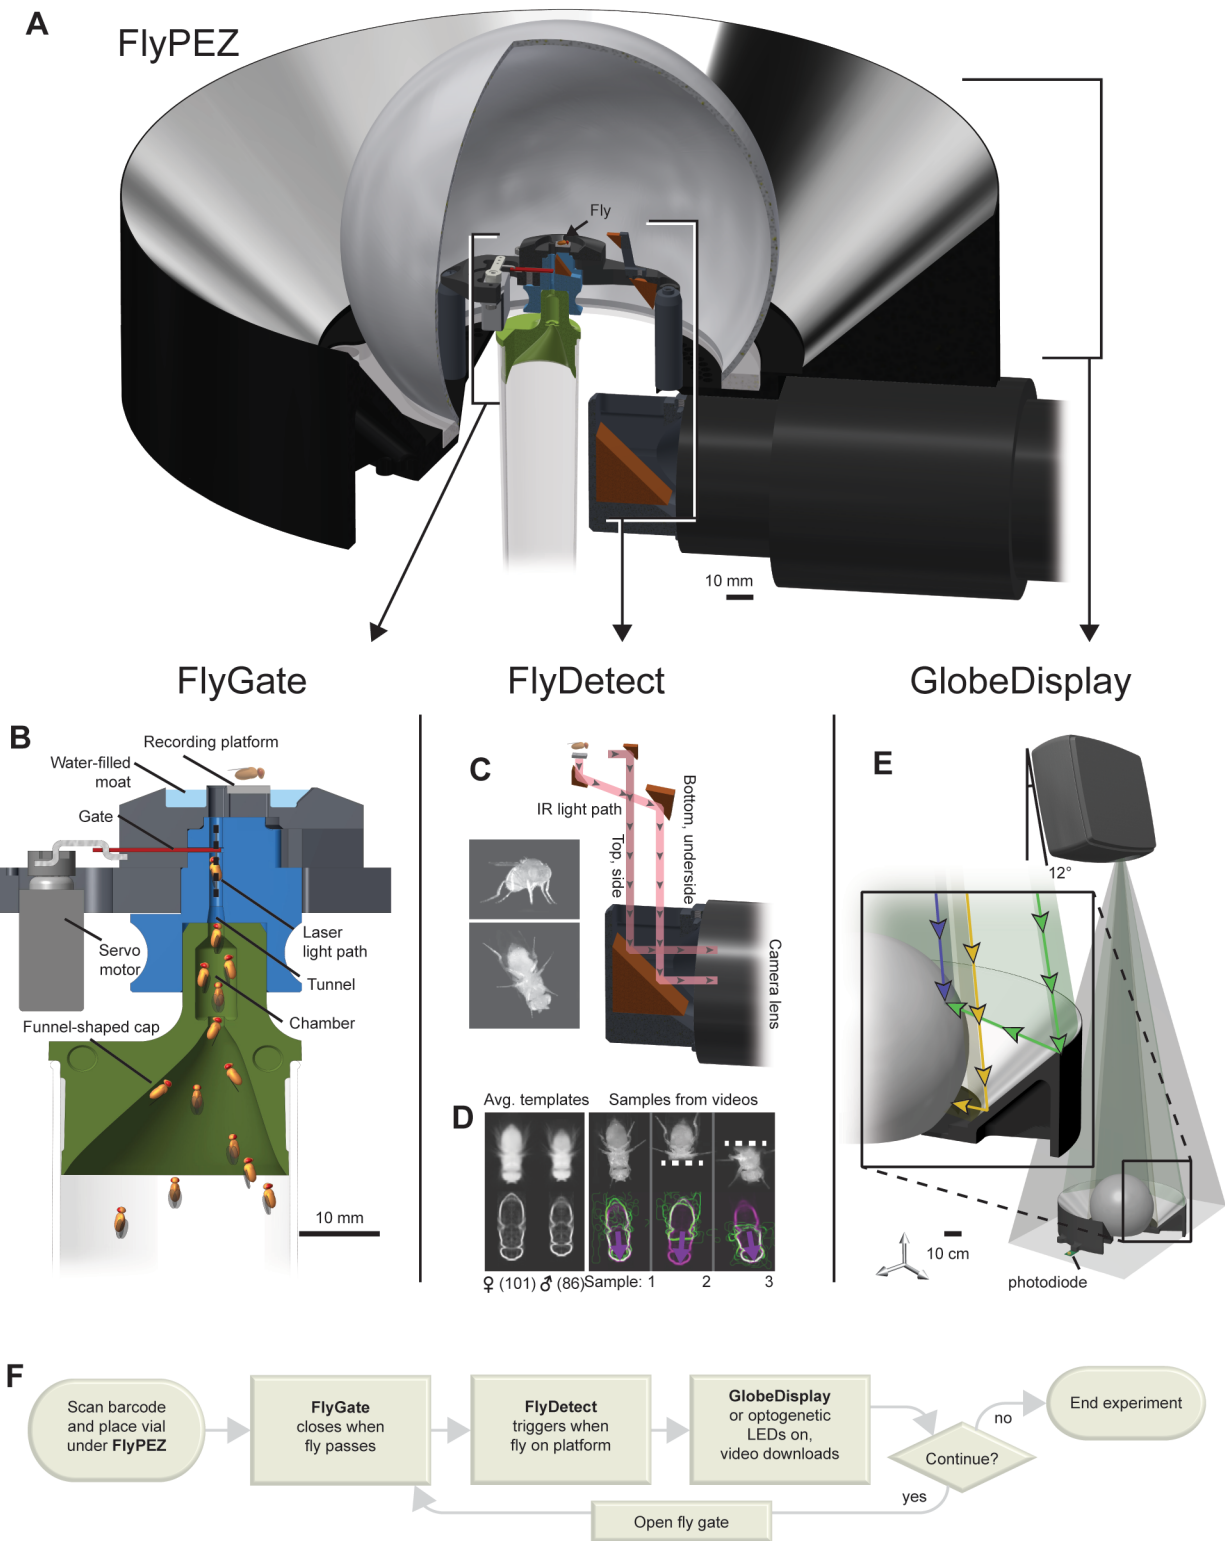 A
FlyPEZ
Fly
10 mm
FlyGate
FlyDetect
GlobeDisplay
B
Recording platform
Water-filled
moat
Gate
Servo
motor
Laser
light path
Tunnel
Chamber
Funnel-shaped cap
10 mm
C
IR light path
Top, side
Bottom, underside
Camera lens
D
Avg. templates
Samples from videos
♀ (101) ♂ (86) Sample: 1 2 3
E
12°
10 cm
photodiode
F
Scan barcode
and place vial
under FlyPEZ
FlyGate
closes when
fly passes
FlyDetect
triggers when
fly on platform
GlobeDisplay
or optogenetic
LEDs on,
video downloads
Continue?
no
End experiment
yes
Open fly gate